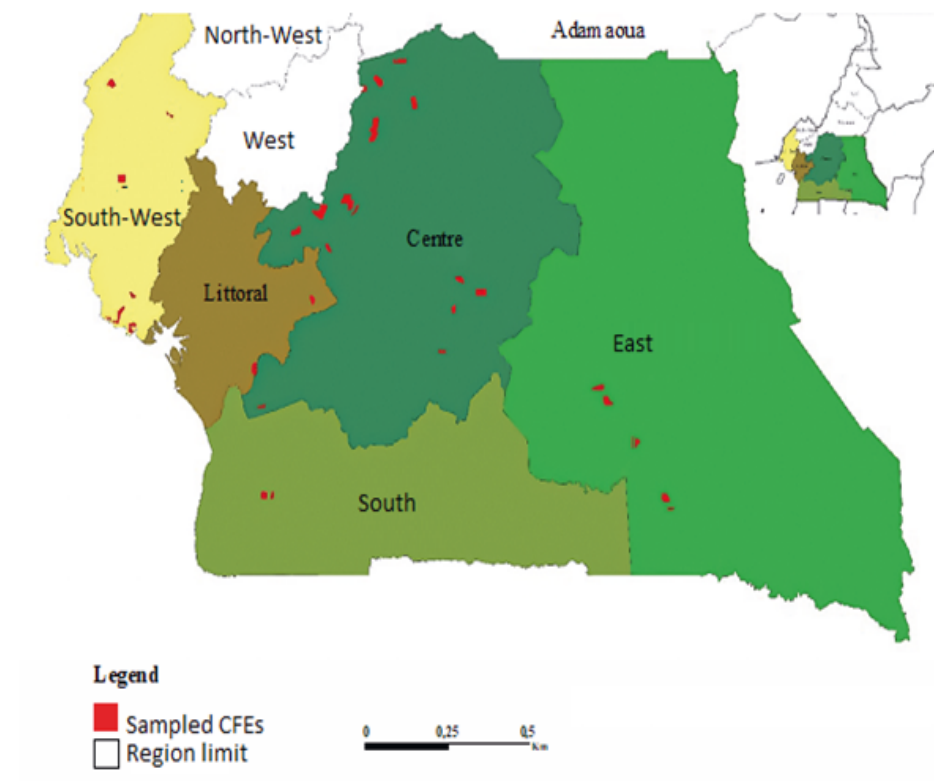 North-West
Adamaoua
West
South-West
Centre
Littoral
East
South
Legend
Sampled CFEs
Region limit
0 0,25 0,5
Km